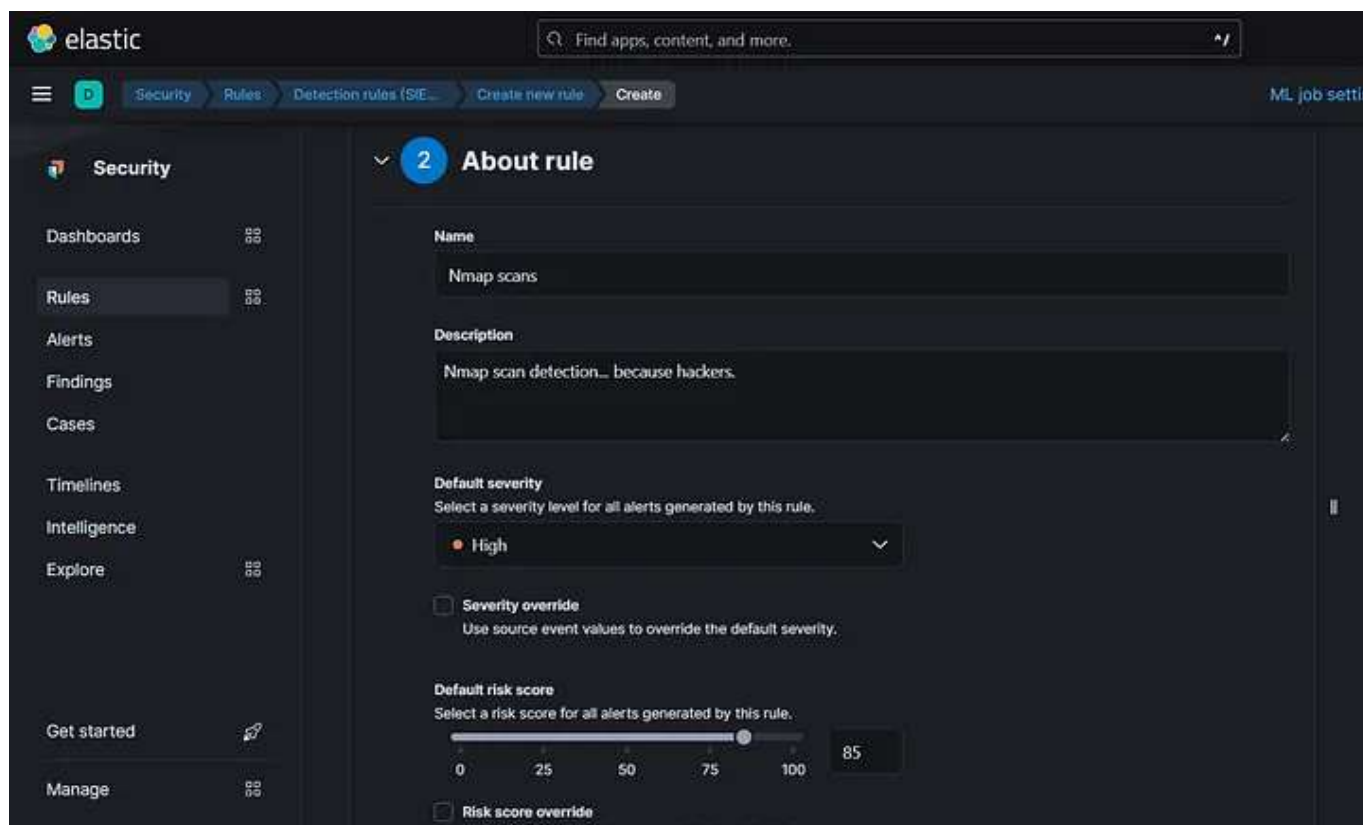 elastic
Find apps, content, and more.
^/
D
Security
Rules
Detection rules (SIE...
Create new rule
Create
ML job setti
Security
2 About rule
Dashboards
Rules
Alerts
Findings
Cases
Timelines
Intelligence
Explore
Get started
Manage
Name
Nmap scans
Description
Nmap scan detection... because hackers.
Default severity
Select a severity level for all alerts generated by this rule.
High
Severity override
Use source event values to override the default severity.
Default risk score
Select a risk score for all alerts generated by this rule.
85
0 25 50 75 100
Risk score override